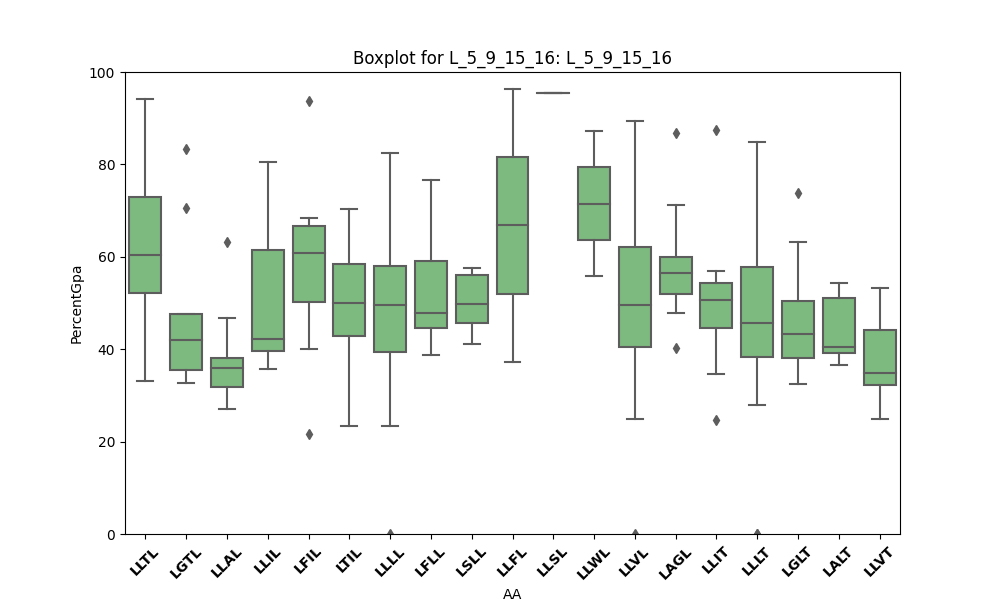 Boxplot for L_5_9_15_16: L_5_9_15_16
100
80
60
40
20
0
PercentGpa
LLTL LGTL LLAL LLIL LFIL LTIL LLLL LFLL LSLL LLFL LLSL LLWL LLVL LAGL LLIT LLLT LGLT LALT LLVT
AA